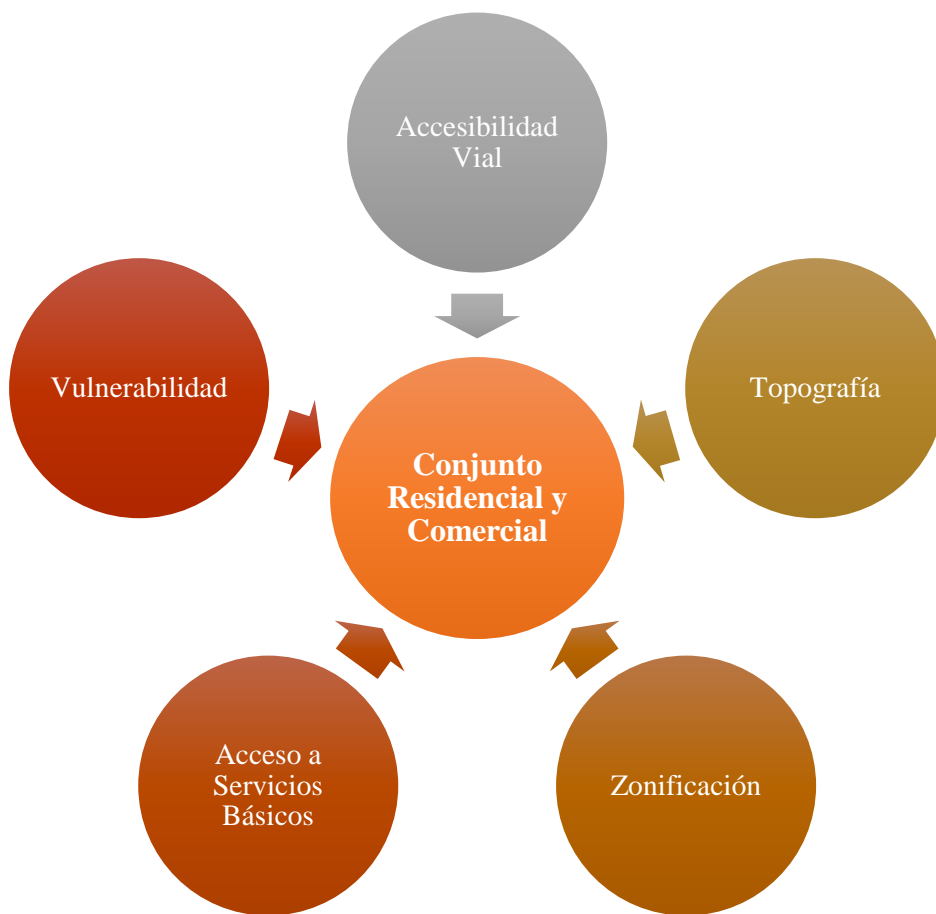 Accesibilidad
Vial
Vulnerabilidad
Topografía
Conjunto
Residencial y
Comercial
Acceso a
Servicios
Básicos
Zonificación